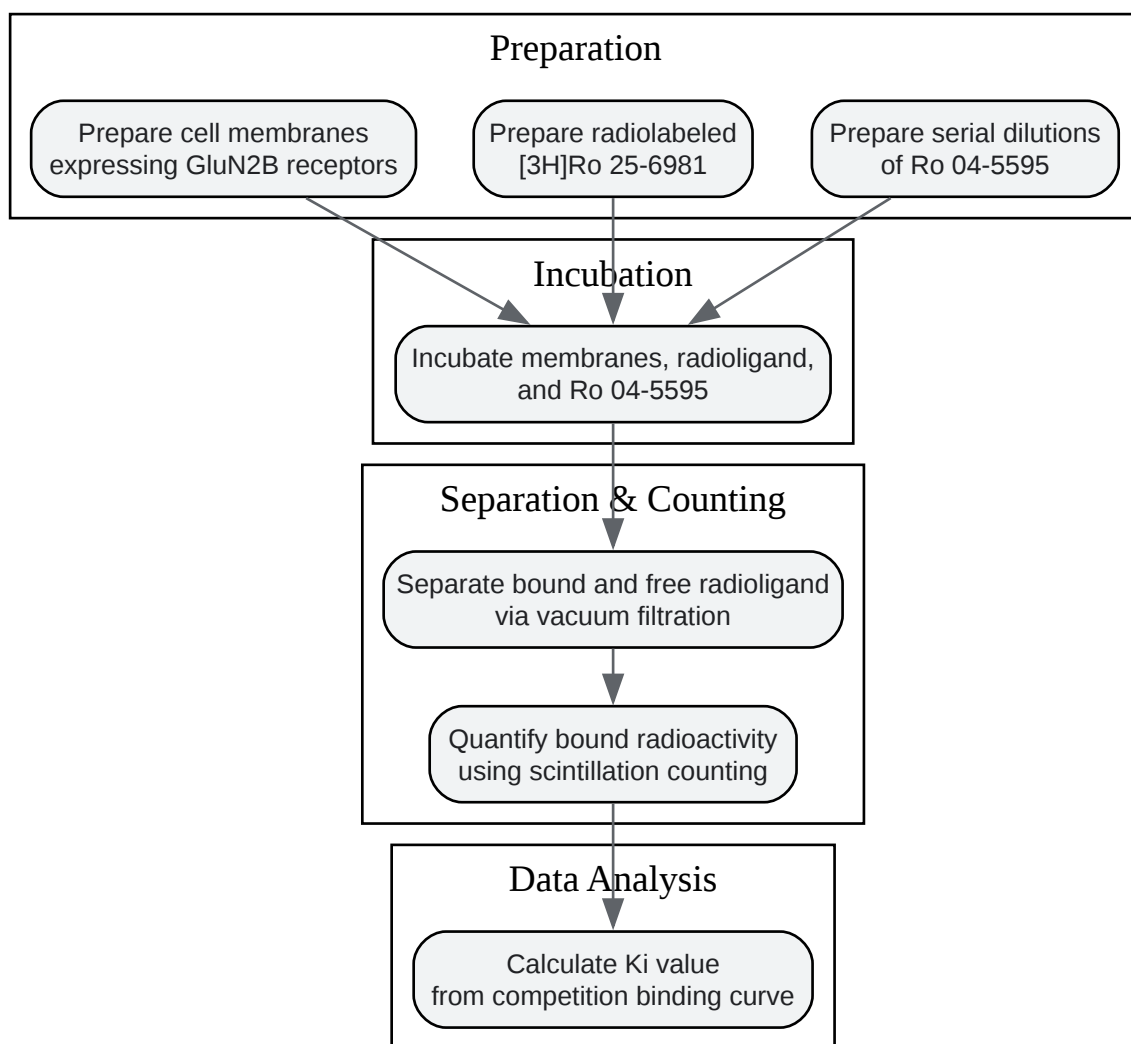 Preparation
Prepare cell membranes
expressing GluN2B receptors
Prepare radiolabeled
[3H]Ro 25-6981
Prepare serial dilutions
of Ro 04-5595
Incubation
Incubate membranes, radioligand,
and Ro 04-5595
Separation & Counting
Separate bound and free radioligand
via vacuum filtration
Quantify bound radioactivity
using scintillation counting
Data Analysis
Calculate Ki value
from competition binding curve